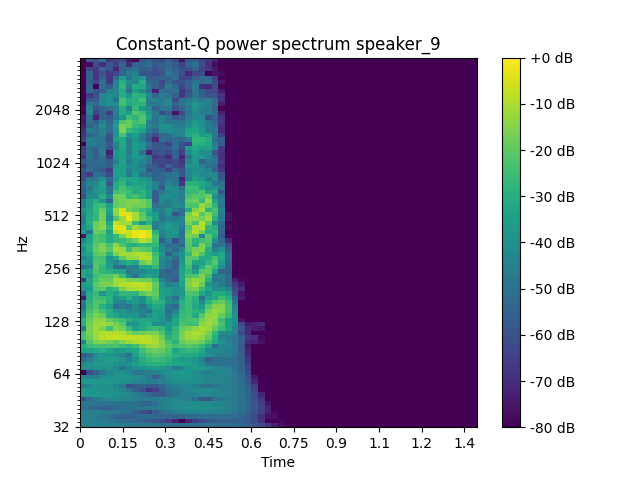 Constant-Q power spectrum speaker_9
Hz
2048
1024
512
256
128
64
32
0 0.15 0.3 0.45 0.6 0.75 0.9 1.1 1.2 1.4
Time
+0 dB
-10 dB
-20 dB
-30 dB
-40 dB
-50 dB
-60 dB
-70 dB
-80 dB